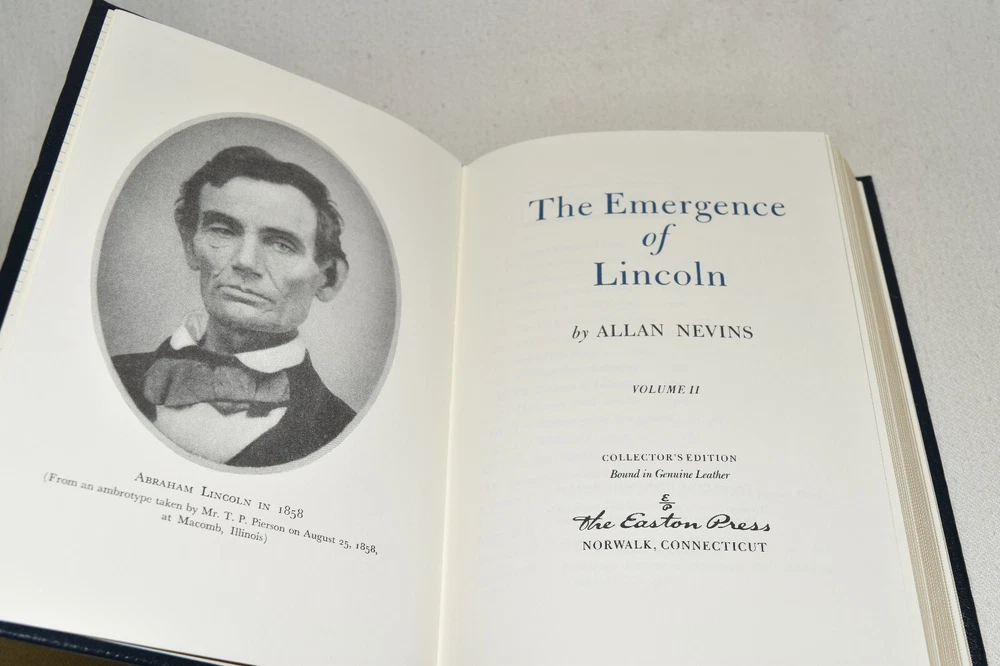 ABRAHAM LINCOLN IN 1858
(From an ambrotype taken by Mr. T. P. Pierson on August 25, 1858,
at Macomb, Illinois)
The Emergence
of
Lincoln
by ALLAN NEVINS
VOLUME II
COLLECTOR'S EDITION
Bound in Genuine Leather
E
P
The Easton Press
NORWALK, CONNECTICUT